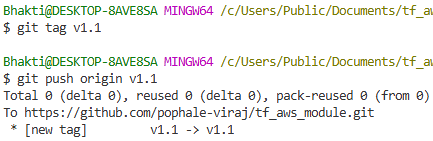 Bhakti@DESKTOP-8AVE8SA MINGW64 /c/Users/Public/Documents/tf_a
$ git tag v1.1
Bhakti@DESKTOP-8AVE8SA MINGW64 /c/Users/Public/Documents/tf_
$ git push origin v1.1
Total 0 (delta 0), reused 0 (delta 0), pack-reused 0 (from 0)
To https://github.com/pophale-viraj/tf_aws_module.git
 * [new tag]         v1.1 -> v1.1